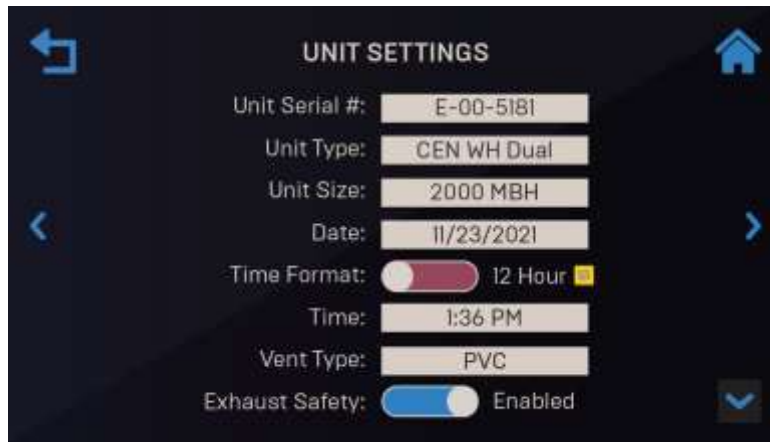 UNIT SETTINGS
Unit Serial #: E-00-5181
Unit Type: CEN WH Dual
Unit Size: 2000 MBH
Date: 11/23/2021
Time Format: 12 Hour
Time: 1:36 PM
Vent Type: PVC
Exhaust Safety: Enabled